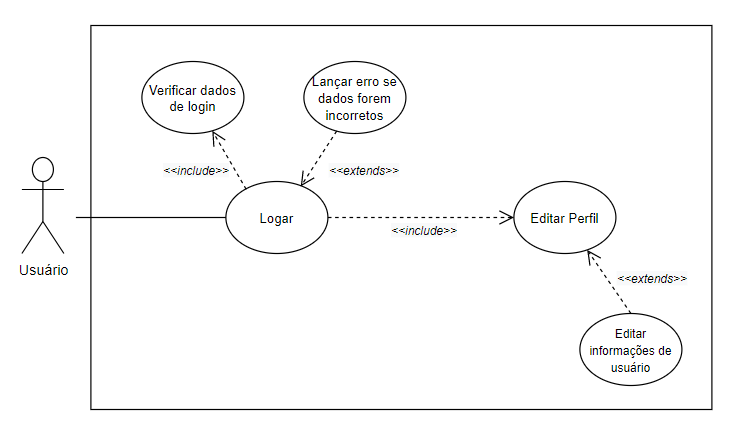 Verificar dados
de login
Lançar erro se
dados forem
incorretos
<<include>>
<<extends>>
Logar
Editar Perfil
<<include>>
Usuário
<<extends>>
Editar
informações de
usuário